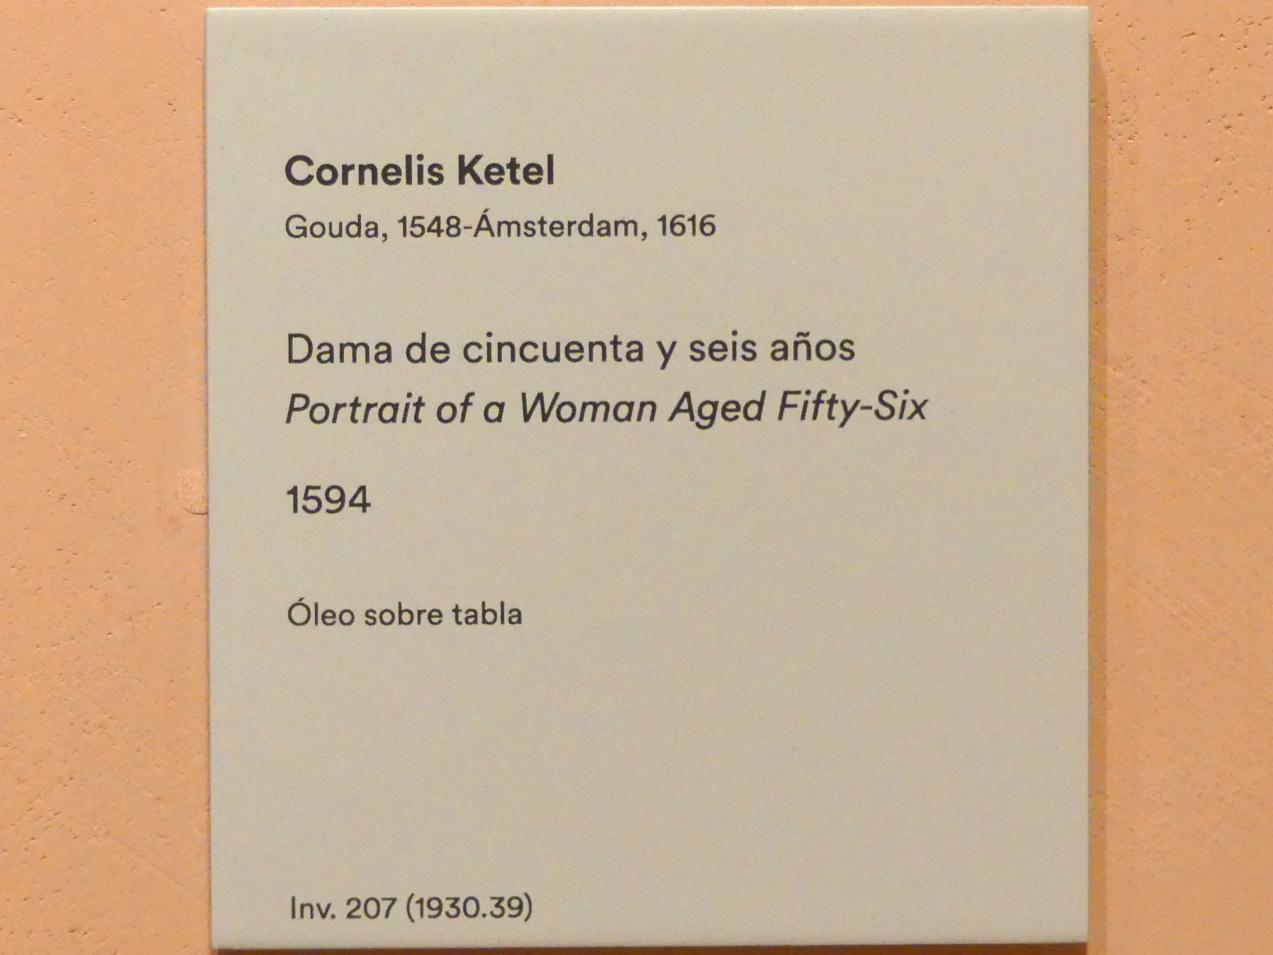 Cornelis Ketel
Gouda, 1548-Ámsterdam, 1616
Dama de cincuenta y seis años
Portrait of a Woman Aged Fifty-Six
1594
Óleo sobre tabla
Inv. 207 (1930.39)